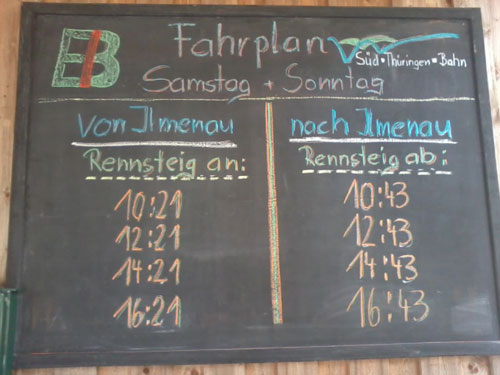 EB Fahrplan
Süd • Thüringen • Bahn
Samstag + Sonntag
von Ilmenau
Rennsteig an:
10:21
12:21
14:21
16:21
nach Ilmenau
Rennsteig ab:
10:43
12:43
14:43
16:43